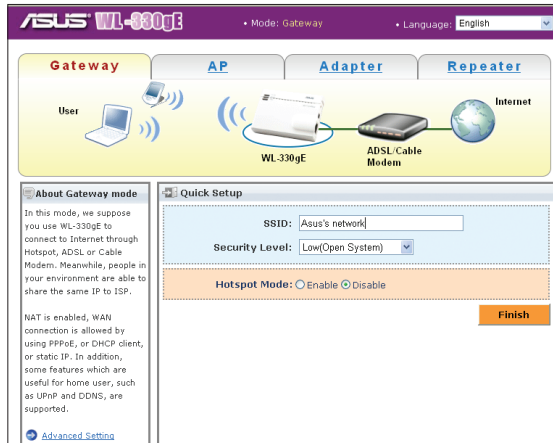 ASUS WL-330gE
• Mode: Gateway
• Language: English
Gateway AP Adapter Repeater
User
Internet
WL-330gE
ADSL/Cable
Modem
About Gateway mode
In this mode, we suppose
you use WL-330gE to
connect to Internet through
Hotspot, ADSL or Cable
Modem. Meanwhile, people in
your environment are able to
share the same IP to ISP.
NAT is enabled, WAN
connection is allowed by
using PPPoE, or DHCP client,
or static IP. In addition,
some features which are
useful for home user, such
as UPnP and DDNS, are
supported.
Advanced Setting
Quick Setup
SSID: Asus's network
Security Level: Low(Open System)
Hotspot Mode: Enable Disable
Finish